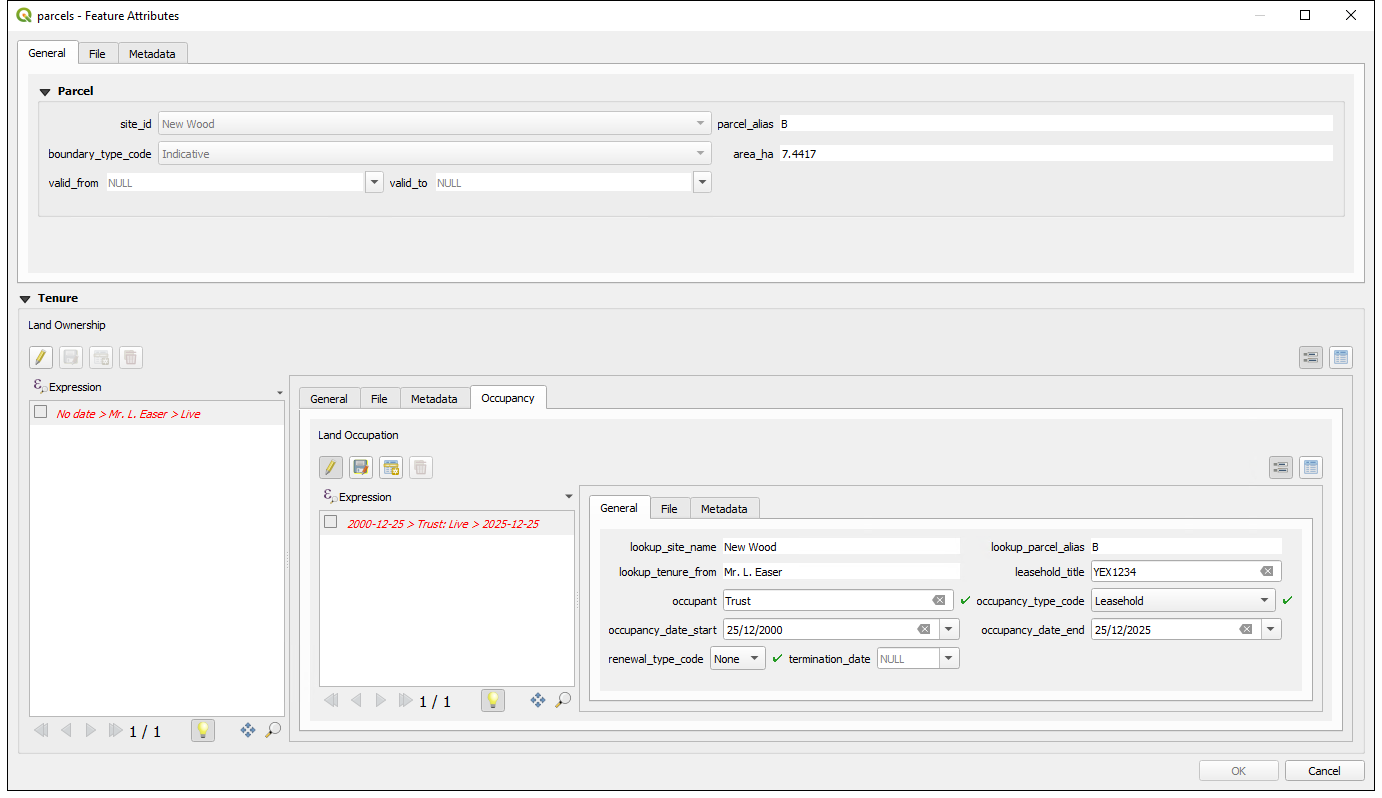 parcels - Feature Attributes
General File Metadata
Parcel
site_id New Wood parcel_alias B
boundary_type_code Indicative area_ha 7.4417
valid_from NULL valid_to NULL
Tenure
Land Ownership
Expression
No date > Mr. L. Easer > Live
1 / 1
General File Metadata Occupancy
Land Occupation
Expression
2000-12-25 > Trust: Live > 2025-12-25
1 / 1
General File Metadata
lookup_site_name New Wood lookup_parcel_alias B
lookup_tenure_from Mr. L. Easer leasehold_title YEX1234
occupant Trust occupancy_type_code Leasehold
occupancy_date_start 25/12/2000 occupancy_date_end 25/12/2025
renewal_type_code None termination_date NULL
OK Cancel